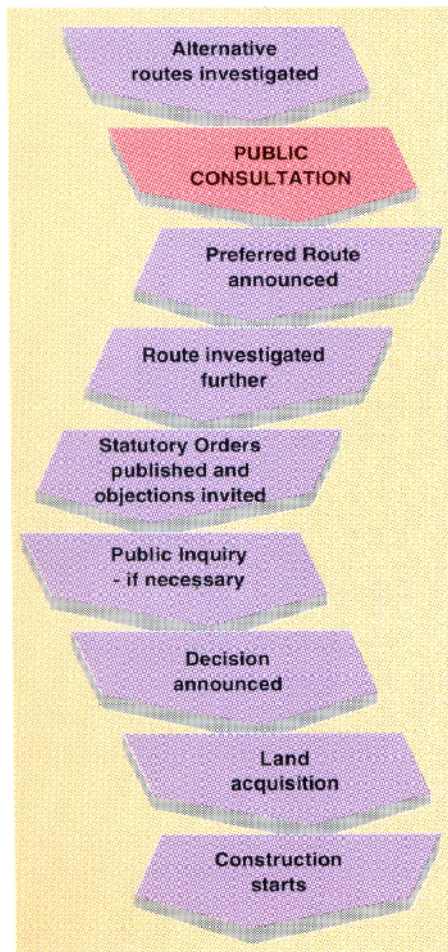 Alternative
routes investigated
PUBLIC
CONSULTATION
Preferred Route
announced
Route investigated
further
Statutory Orders
published and
objections invited
Public Inquiry
- if necessary
Decision
announced
Land
acquisition
Construction
starts